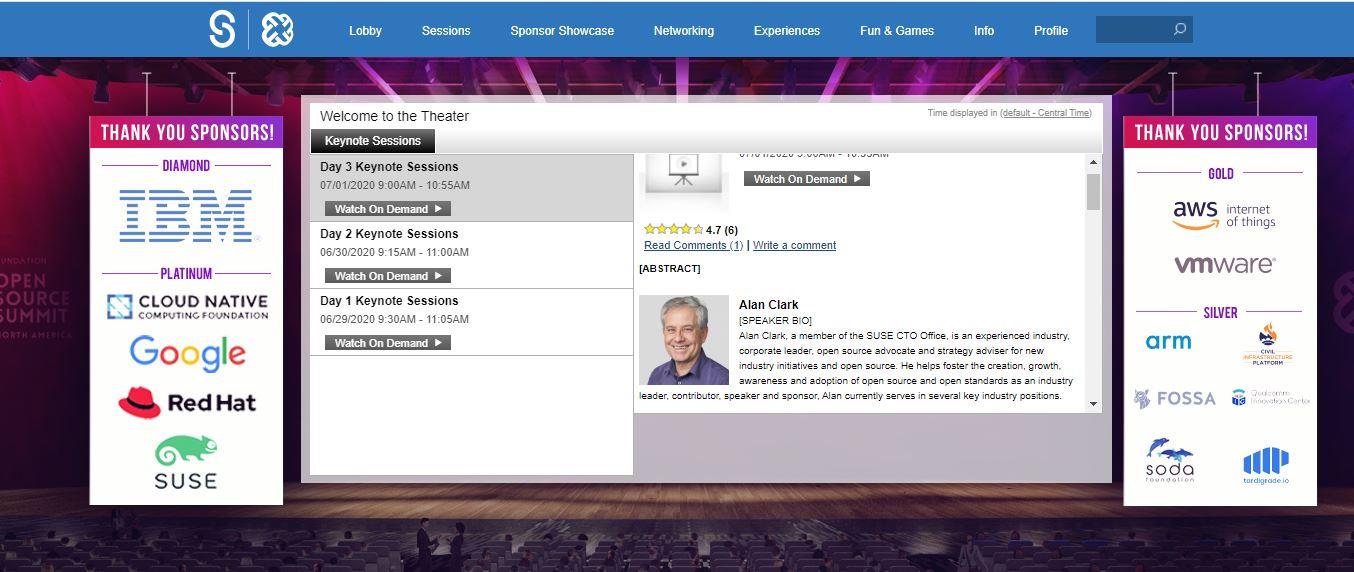 Lobby
Sessions
Sponsor Showcase
Networking
Experiences
Fun & Games
Info
Profile
THANK YOU SPONSORS!
DIAMOND
IBM®
PLATINUM
CLOUD NATIVE
COMPUTING FOUNDATION
Google
Red Hat
SUSE
OPEN
SOURCE
SUMMIT
NORTH AMERICA
Welcome to the Theater
Time displayed in (default - Central Time)
Keynote Sessions
Day 3 Keynote Sessions
07/01/2020 9:00AM - 10:55AM
Watch On Demand
Day 2 Keynote Sessions
06/30/2020 9:15AM - 11:00AM
Watch On Demand
Day 1 Keynote Sessions
06/29/2020 9:30AM - 11:05AM
Watch On Demand
07/01/2020 9:00AM - 10:55AM
Watch On Demand
4.7 (6)
Read Comments (1) | Write a comment
[ABSTRACT]
Alan Clark
[SPEAKER BIO]
Alan Clark, a member of the SUSE CTO Office, is an experienced industry,
corporate leader, open source advocate and strategy adviser for new
industry initiatives and open source. He helps foster the creation, growth,
awareness and adoption of open source and open standards as an industry
leader, contributor, speaker and sponsor, Alan currently serves in several key industry positions.
THANK YOU SPONSORS!
GOLD
aws internet
of things
vmware®
SILVER
arm
CIVIL
INFRASTRUCTURE
PLATFORM
FOSSA
Qualcomm
Innovation Center
soda
foundation
tardigrade.io